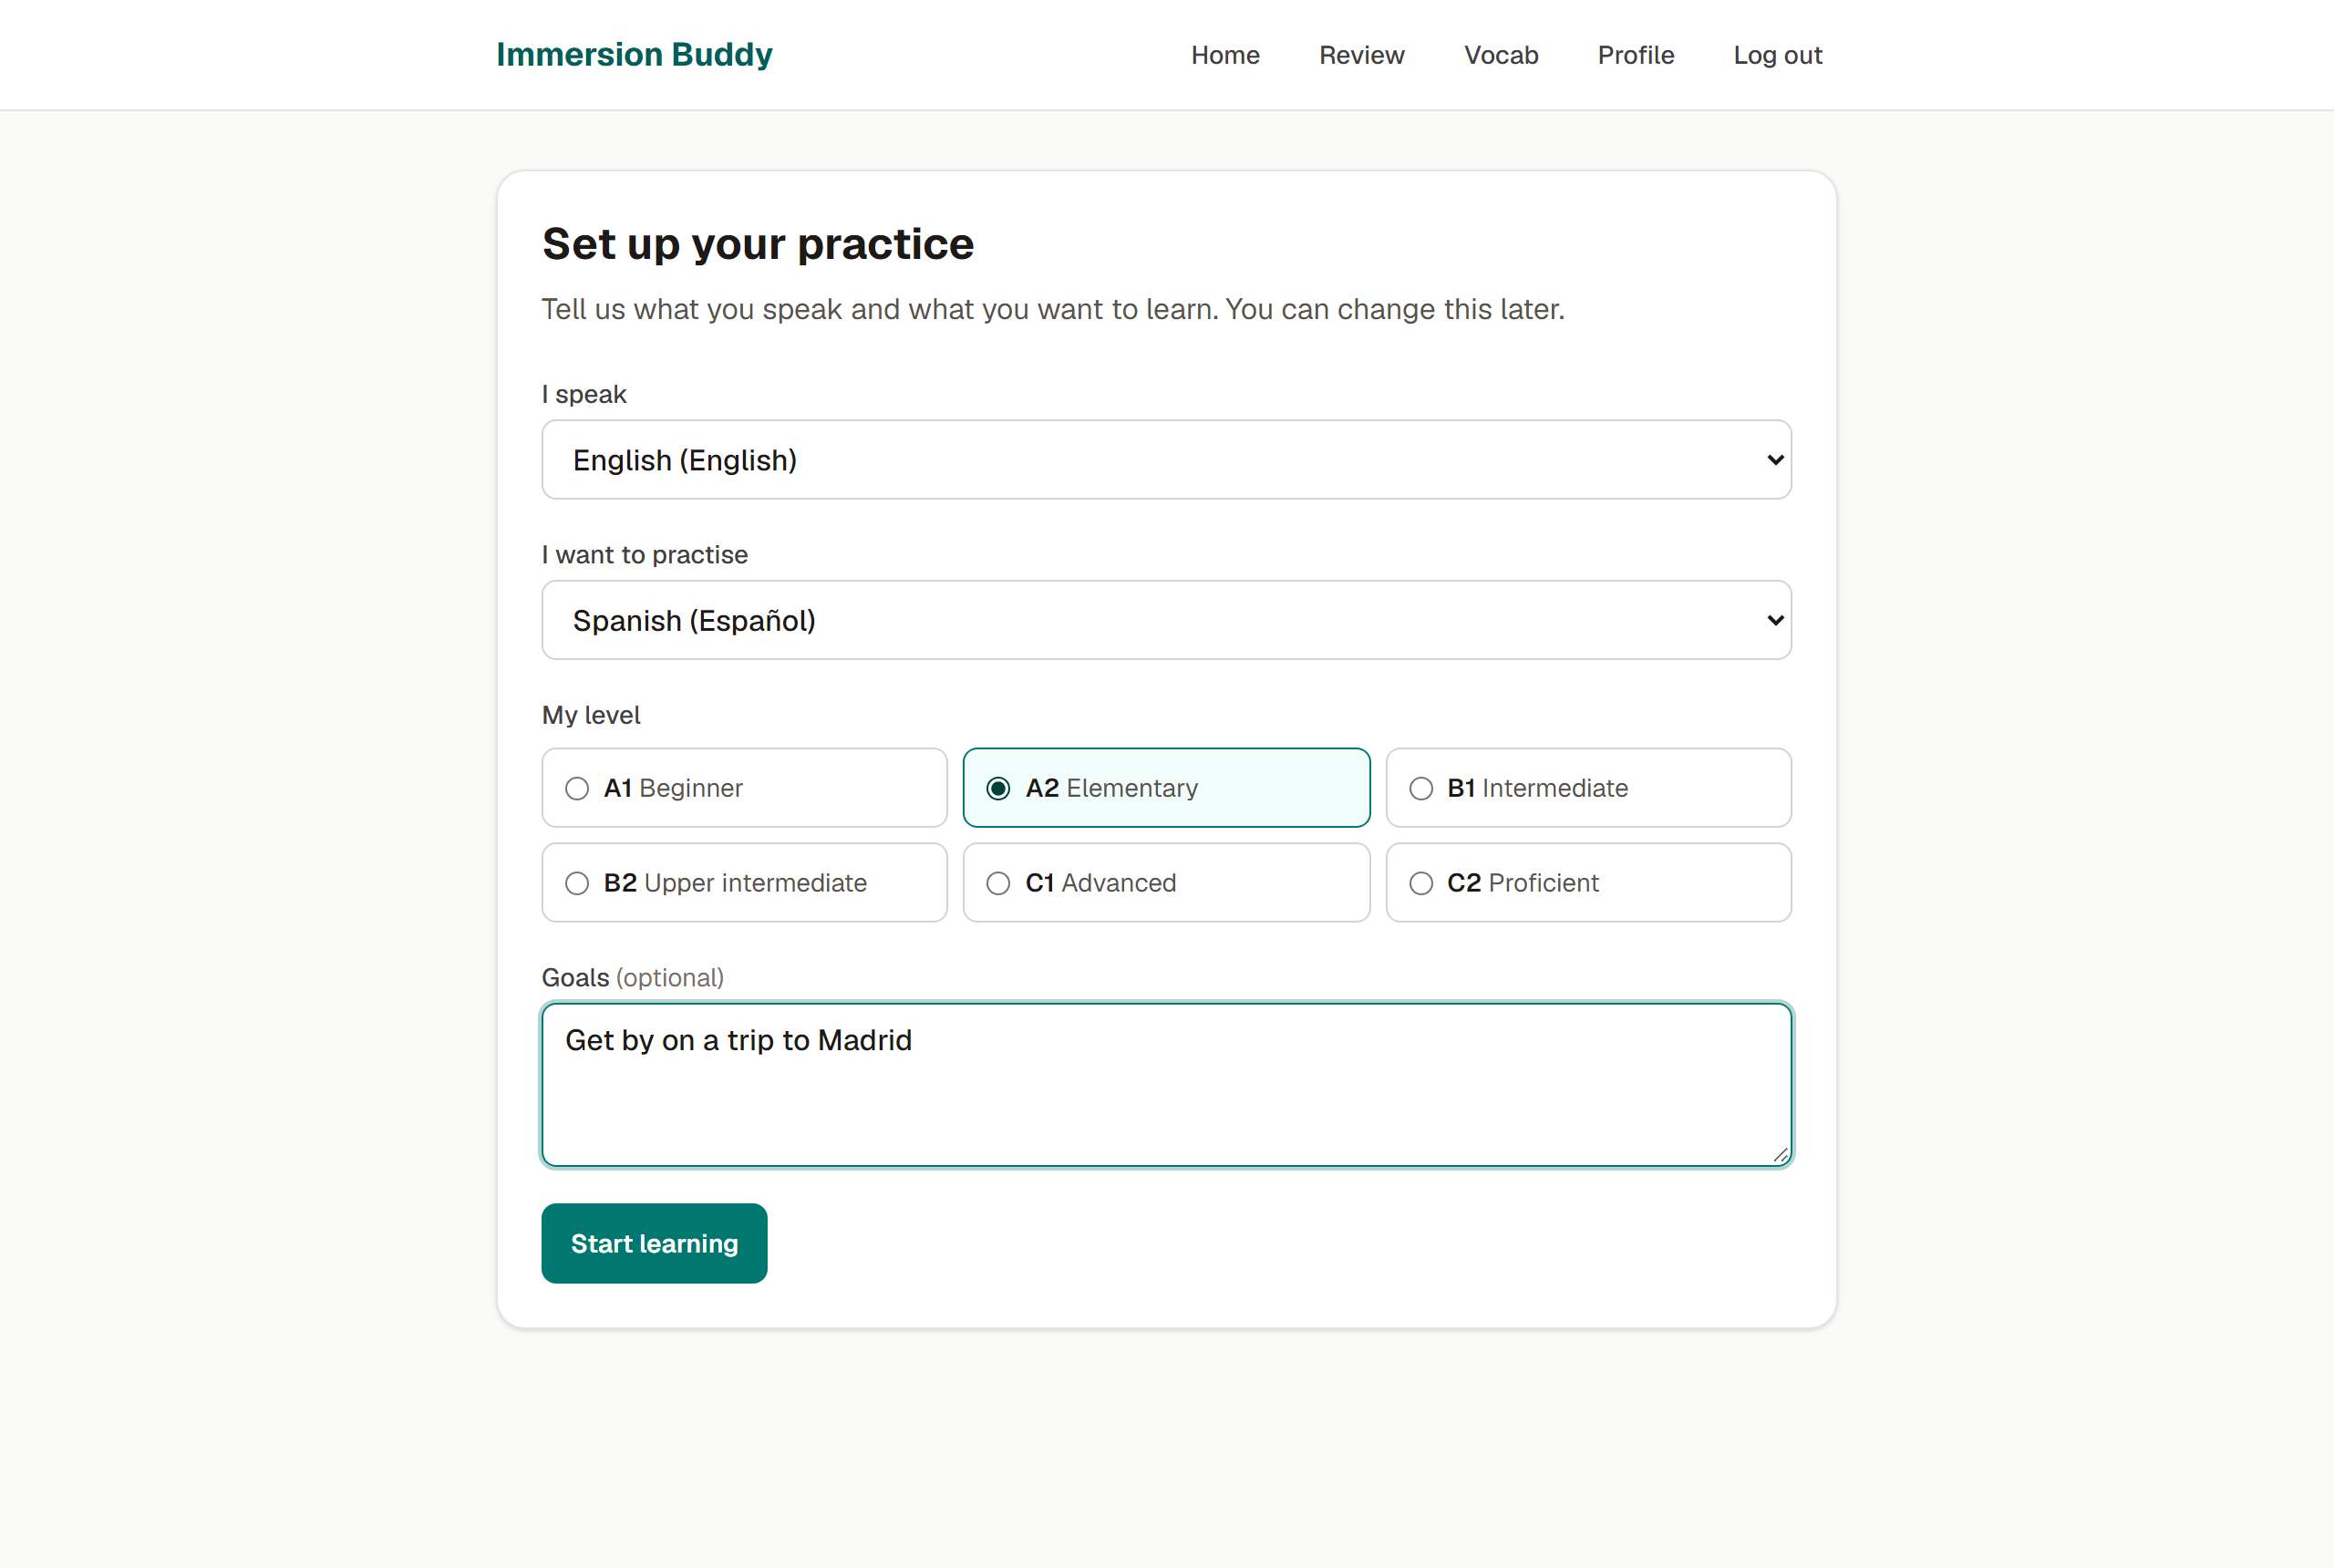 Immersion Buddy
Home Review Vocab Profile Log out
Set up your practice
Tell us what you speak and what you want to learn. You can change this later.
I speak
English (English)
I want to practise
Spanish (Español)
My level
A1 Beginner
A2 Elementary
B1 Intermediate
B2 Upper intermediate
C1 Advanced
C2 Proficient
Goals (optional)
Get by on a trip to Madrid
Start learning